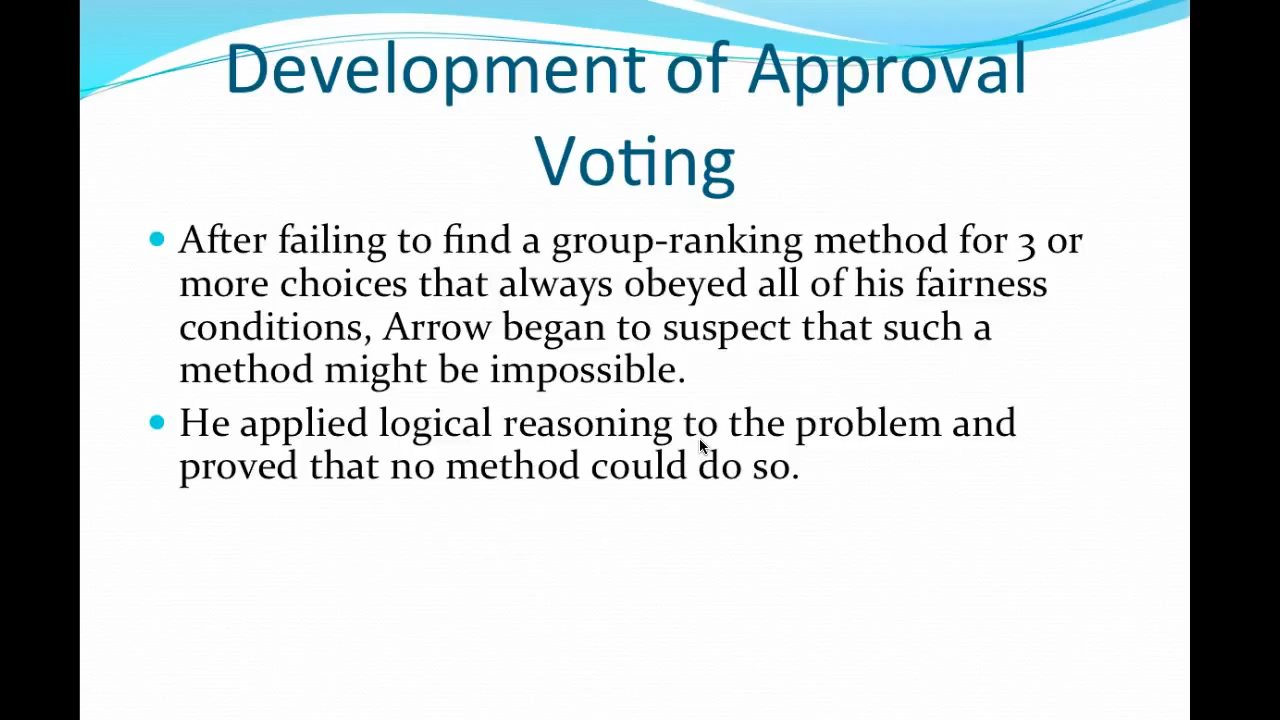 Development of Approval
Voting
• After failing to find a group-ranking method for 3 or
more choices that always obeyed all of his fairness
conditions, Arrow began to suspect that such a
method might be impossible.
• He applied logical reasoning to the problem and
proved that no method could do so.